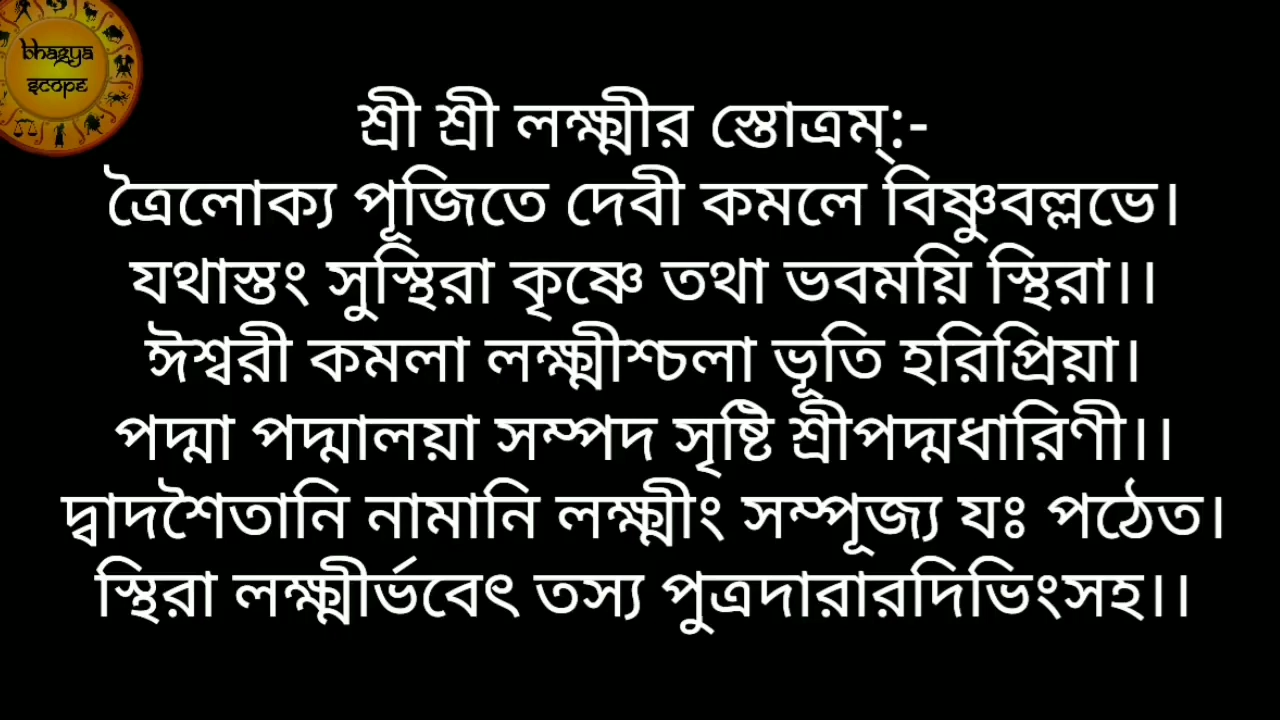 bhagya
scope
শ্রী শ্রী লক্ষ্মীর স্তোত্রম্:-
ত্রৈলোক্য পূজিতে দেবী কমলে বিষ্ণুবল্লভে।
যথাস্তং সুস্থিরা কৃষ্ণে তথা ভবময়ি স্থিরা।।
ঈশ্বরী কমলা লক্ষ্মীশ্চলা ভূতি হরিপ্রিয়া।
পদ্মা পদ্মালয়া সম্পদ সৃষ্টি শ্রীপদ্মধারিণী।।
দ্বাদশৈতানি নামানি লক্ষ্মীং সম্পূজ্য যঃ পঠেত।
স্থিরা লক্ষ্মীর্ভবেৎ তস্য পুত্রদারারদিভিংসহ।।